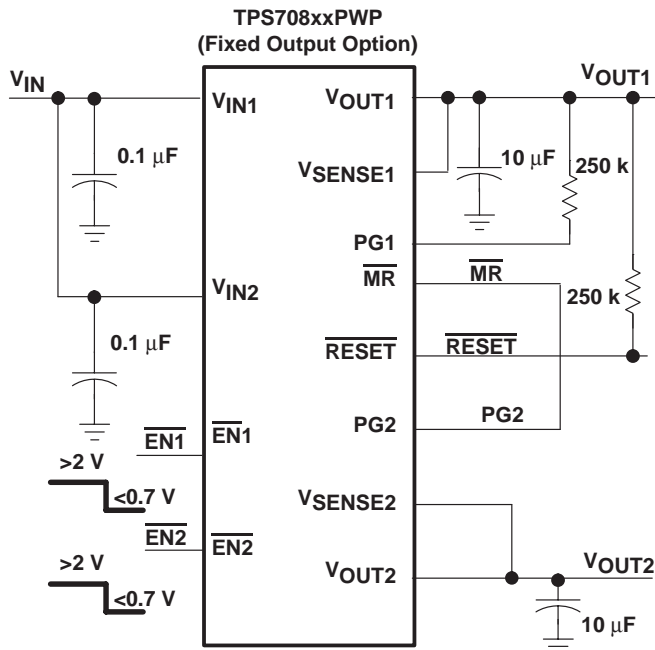 TPS708xxPWP
(Fixed Output Option)
VIN
VIN1
VOUT1
VOUT1
0.1 μF
VSENSE1
10 μF
250 k
PG1
MR
MR
VIN2
250 k
0.1 μF
RESET
RESET
EN1
EN1
PG2
PG2
>2 V
<0.7 V
VSENSE2
EN2
EN2
>2 V
VOUT2
VOUT2
<0.7 V
10 μF